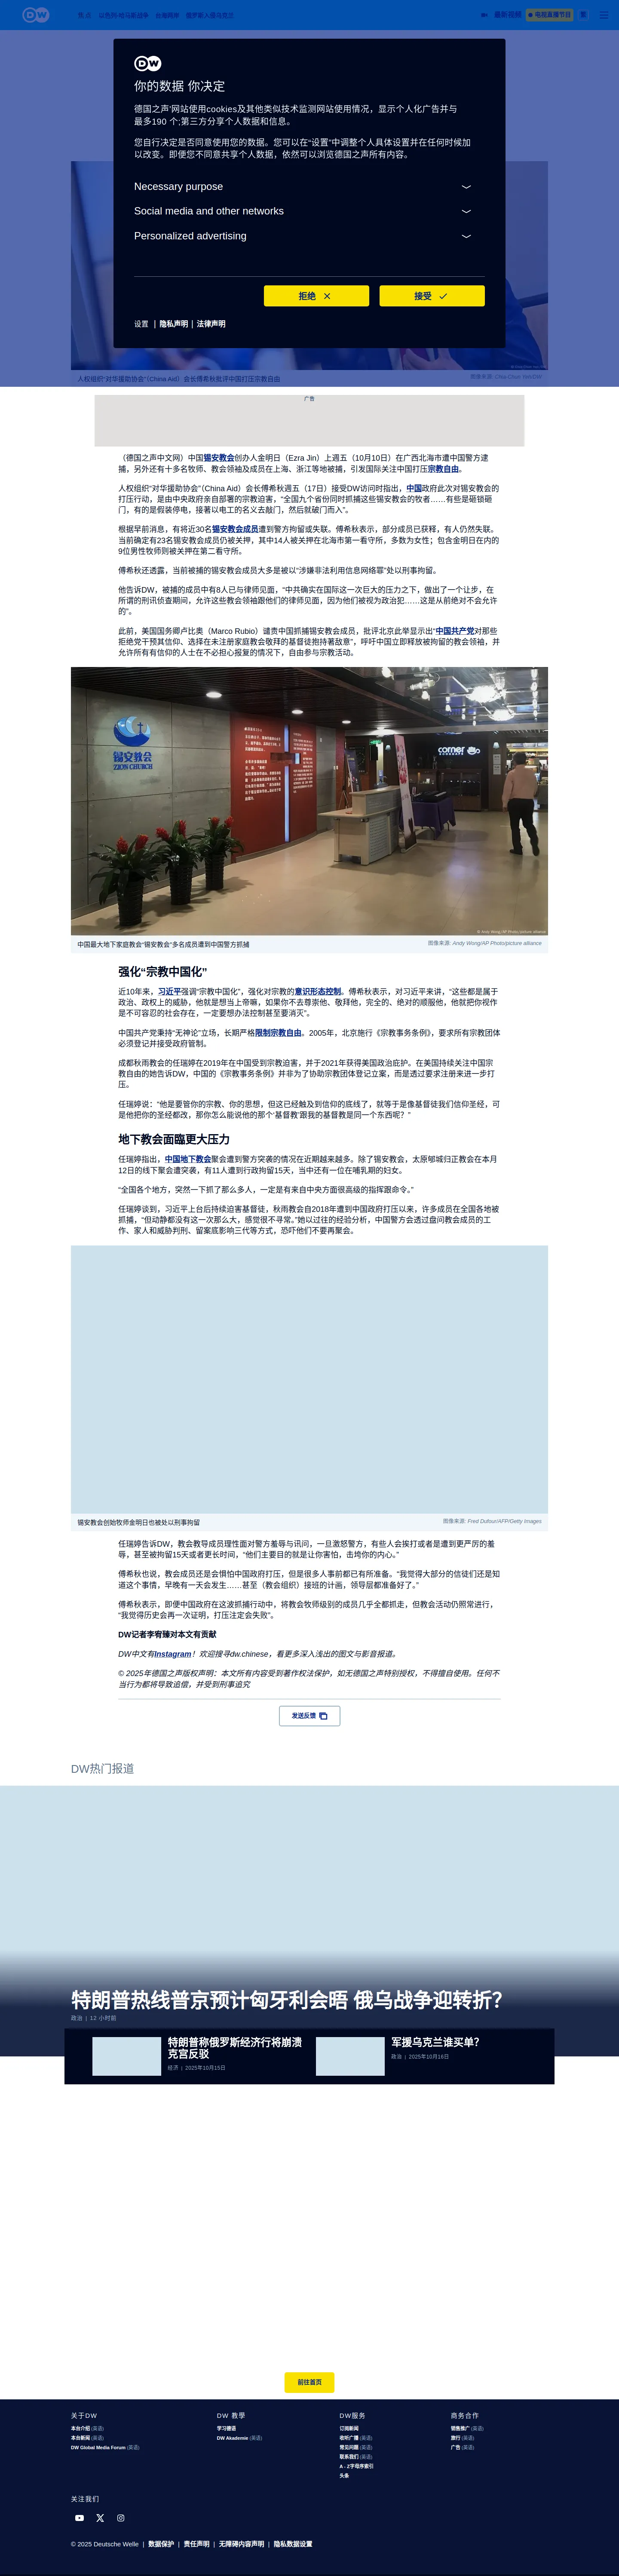 DW
以色列-哈马斯战争
台海两岸
俄罗斯入侵乌克兰
最新视频
电视直播节目
繁
DW
你的数据 你决定
德国之声'网站使用cookies及其他类似技术监测网站使用情况，显示个人化广告并与
最多190 个;第三方分享个人数据和信息。
您自行决定是否同意使用您的数据。您可以在“设置”中调整个人具体设置并在任何时候加
以改变。即便您不同意共享个人数据，依然可以浏览德国之声所有内容。
Necessary purpose
Social media and other networks
Personalized advertising
拒绝
接受
设置 | 隐私声明 | 法律声明
人权组织“对华援助协会”（China Aid）会长傅希秋批评中国打压宗教自由
广告
（德国之声中文网）中国锡安教会创办人金明日（Ezra Jin）上週五（10月10日）在广西北海市遭中国警方逮
捕，另外还有十多名牧师、教会领袖及成员在上海、浙江等地被捕，引发国际关注中国打压宗教自由。
人权组织“对华援助协会”（China Aid）会长傅希秋週五（17日）接受DW访问时指出，中国政府此次对锡安教会的
打压行动，是由中央政府亲自部署的宗教迫害，“全国九个省份同时抓捕这些锡安教会的牧者……有些是砸锁砸
门，有的是假装停电，接著以电工的名义去敲门，然后就破门而入”。
根据早前消息，有将近30名锡安教会成员遭到警方拘留或失联。傅希秋表示，部分成员已获释，有人仍然失联。
当前确定有23名锡安教会成员仍被关押，其中14人被关押在北海市第一看守所，多数为女性；包含金明日在内的
9位男性牧师则被关押在第二看守所。
傅希秋还透露，当前被捕的锡安教会成员大多是被以“涉嫌非法利用信息网络罪”处以刑事拘留。
他告诉DW，被捕的成员中有8人已与律师见面，“中共确实在国际这一次巨大的压力之下，做出了一个让步，在
所谓的刑讯侦查期间，允许这些教会领袖跟他们的律师见面，因为他们被视为政治犯……这是从前绝对不会允许
的”。
此前，美国国务卿卢比奥（Marco Rubio）谴责中国抓捕锡安教会成员，批评北京此举显示出“中国共产党对那些
拒绝党干预其信仰、选择在未注册家庭教会敬拜的基督徒抱持著敌意”，呼吁中国立即释放被拘留的教会领袖，并
允许所有有信仰的人士在不必担心报复的情况下，自由参与宗教活动。
锡安教会
ZION CHURCH
corner
© Andy Wong/AP Photo/picture alliance
中国最大地下家庭教会“锡安教会”多名成员遭到中国警方抓捕
图像来源: Andy Wong/AP Photo/picture alliance
强化“宗教中国化”
近10年来，习近平强调“宗教中国化”，强化对宗教的意识形态控制。傅希秋表示，对习近平来讲，“这些都是属于
政治、政权上的威胁，他就是想当上帝嘛，如果你不去尊崇他、敬拜他，完全的、绝对的顺服他，他就把你视作
是不可容忍的社会存在，一定要想办法控制甚至要消灭”。
中国共产党秉持“无神论”立场，长期严格限制宗教自由。2005年，北京施行《宗教事务条例》，要求所有宗教团体
必须登记并接受政府管制。
成都秋雨教会的任瑞婷在2019年在中国受到宗教迫害，并于2021年获得美国政治庇护。在美国持续关注中国宗
教自由的她告诉DW，中国的《宗教事务条例》并非为了协助宗教团体登记立案，而是透过要求注册来进一步打
压。
任瑞婷说：“他是要管你的宗教、你的思想，但这已经触及到信仰的底线了，就等于是像基督徒我们信仰圣经，可
是他把你的圣经都改，那你怎么能说他的那个‘基督教’跟我的基督教是同一个东西呢？”
地下教会面臨更大压力
任瑞婷指出，中国地下教会聚会遭到警方突袭的情况在近期越来越多。除了锡安教会，太原郇城归正教会在本月
12日的线下聚会遭突袭，有11人遭到行政拘留15天，当中还有一位在哺乳期的妇女。
“全国各个地方，突然一下抓了那么多人，一定是有来自中央方面很高级的指挥跟命令。”
任瑞婷谈到，习近平上台后持续迫害基督徒，秋雨教会自2018年遭到中国政府打压以来，许多成员在全国各地被
抓捕，“但动静都没有这一次那么大，感觉很不寻常。”她以过往的经验分析，中国警方会透过盘问教会成员的工
作、家人和威胁判刑、留案底影响三代等方式，恐吓他们不要再聚会。
锡安教会创始牧师金明日也被处以刑事拘留
图像来源: Fred Dufour/AFP/Getty Images
任瑞婷告诉DW，教会教导成员理性面对警方羞辱与讯问，一旦激怒警方，有些人会挨打或者是遭到更严厉的羞
辱，甚至被拘留15天或者更长时间，“他们主要目的就是让你害怕，击垮你的内心。”
傅希秋也说，教会成员还是会惧怕中国政府打压，但是很多人事前都已有所准备。“我觉得大部分的信徒们还是知
道这个事情，早晚有一天会发生……甚至（教会组织）接班的计画，领导层都准备好了。”
傅希秋表示，即便中国政府在这波抓捕行动中，将教会牧师级别的成员几乎全都抓走，但教会活动仍照常进行，
“我觉得历史会再一次证明，打压注定会失败”。
DW记者李宥臻对本文有贡献
DW中文有Instagram！欢迎搜寻dw.chinese，看更多深入浅出的图文与影音报道。
© 2025年德国之声版权声明：本文所有内容受到著作权法保护，如无德国之声特别授权，不得擅自使用。任何不
当行为都将导致追偿，并受到刑事追究
发送反馈
DW热门报道
特朗普热线普京预计匈牙利会晤 俄乌战争迎转折？
政治 | 12 小时前
特朗普称俄罗斯经济行将崩溃
克宫反驳
经济 | 2025年10月15日
军援乌克兰谁买单？
政治 | 2025年10月16日
前往首页
关于DW
本台介绍 (英语)
本台新闻 (英语)
DW Global Media Forum (英语)
DW 教學
学习德语
DW Akademie (英语)
DW服务
订阅新闻
收听广播 (英语)
常见问题 (英语)
联系我们 (英语)
A - Z字母序索引
头条
商务合作
销售推广 (英语)
旅行 (英语)
广告 (英语)
关注我们
© 2025 Deutsche Welle | 数据保护 | 责任声明 | 无障碍内容声明 | 隐私数据设置